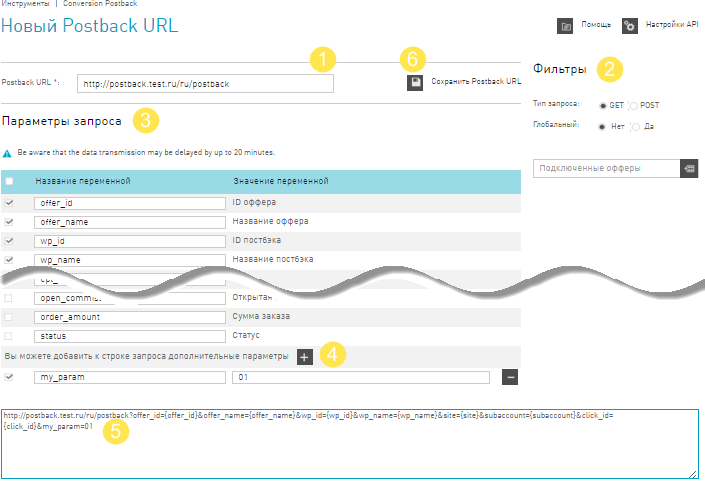 Инструменты | Conversion Postback
Новый Postback URL
Помощь
Настройки API
1
6
Postback URL *:
http://postback.test.ru/ru/postback
Сохранить Postback URL
Фильтры 2
Тип запроса: GET POST
Глобальный: Нет Да
Подключенные офферы
Параметры запроса 3
Be aware that the data transmission may be delayed by up to 20 minutes.
Название переменной Значение переменной
offer_id ID оффера
offer_name Название оффера
wp_id ID постбэка
wp_name Название постбэка
Открытая
order_amount Сумма заказа
status Статус
Вы можете добавить к строке запроса дополнительные параметры + 4
my_param 01
http://postback.test.ru/ru/postback?offer_id={offer_id}&offer_name={offer_name}&wp_id={wp_id}&wp_name={wp_name}&site={site}&subaccount={subaccount}&click_id=
{click_id}&my_param=01
5